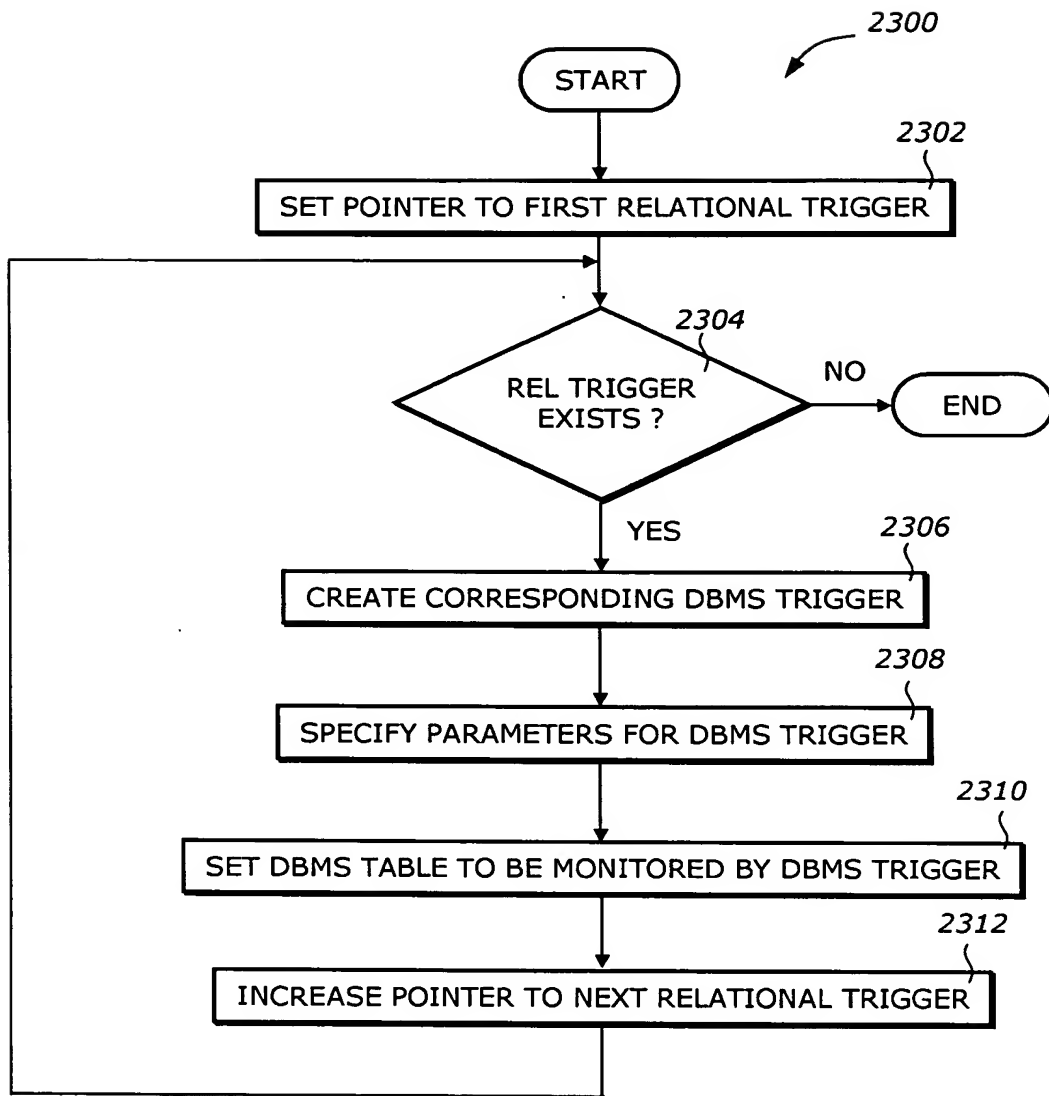 2300
START
2302
SET POINTER TO FIRST RELATIONAL TRIGGER
2304
REL TRIGGER
EXISTS ?
NO
END
YES
2306
CREATE CORRESPONDING DBMS TRIGGER
2308
SPECIFY PARAMETERS FOR DBMS TRIGGER
2310
SET DBMS TABLE TO BE MONITORED BY DBMS TRIGGER
2312
INCREASE POINTER TO NEXT RELATIONAL TRIGGER